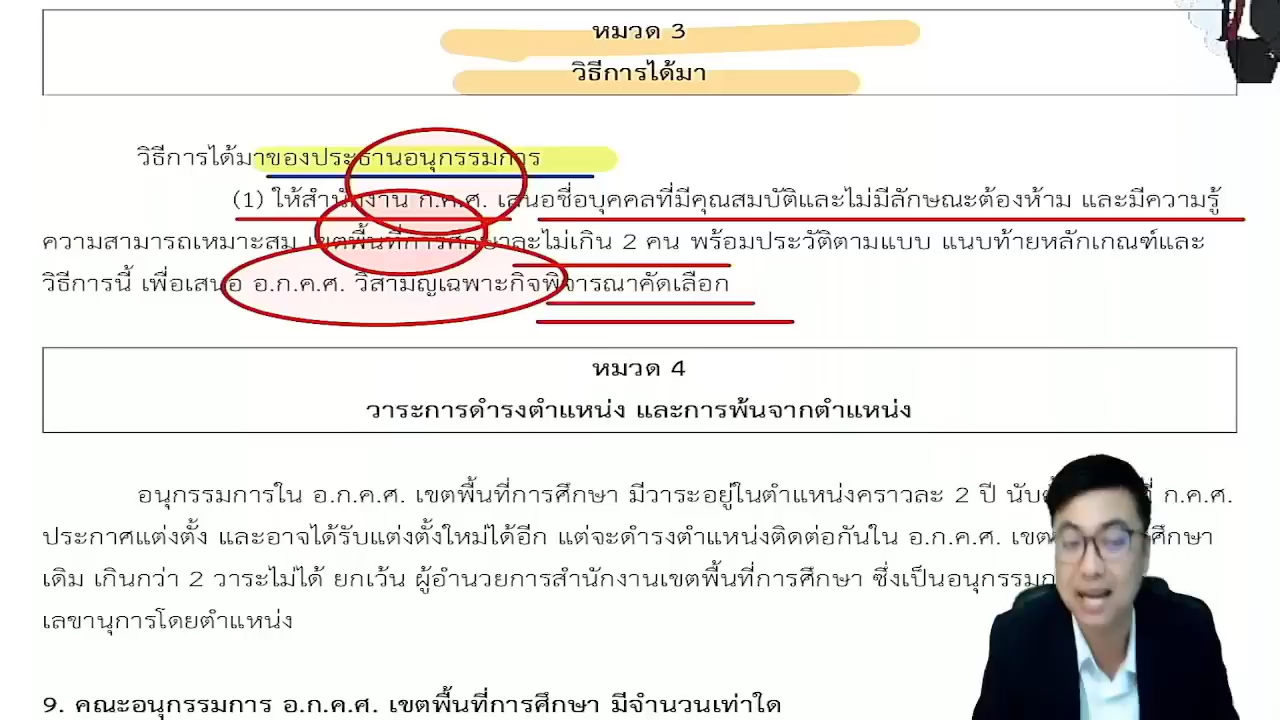 หมวด 3
วิธีการได้มา
วิธีการได้มาของประธานอนุกรรมการ
(1) ให้สำนักงาน ก.ค.ศ. เสนอชื่อบุคคลที่มีคุณสมบัติและไม่มีลักษณะต้องห้าม และมีความรู้
ความสามารถเหมาะสม เขตพื้นที่การศึกษาละไม่เกิน 2 คน พร้อมประวัติตามแบบ แนบท้ายหลักเกณฑ์และ
วิธีการนี้ เพื่อเสนอ อ.ก.ค.ศ. วิสามัญเฉพาะกิจพิจารณาคัดเลือก
หมวด 4
วาระการดำรงตำแหน่ง และการพ้นจากตำแหน่ง
อนุกรรมการใน อ.ก.ค.ศ. เขตพื้นที่การศึกษา มีวาระอยู่ในตำแหน่งคราวละ 2 ปี ก.ค.ศ.
ประกาศแต่งตั้ง และอาจได้รับแต่งตั้งใหม่ได้อีก แต่จะดำรงตำแหน่งติดต่อกันใน อ.ก.ค.ศ. เขต ศึกษา
เดิม เกินกว่า 2 วาระไม่ได้ ยกเว้น ผู้อำนวยการสำนักงานเขตพื้นที่การศึกษา ซึ่งเป็น
เลขานุการโดยตำแหน่ง
9. คณะอนุกรรมการ อ.ก.ค.ศ. เขตพื้นที่การศึกษา มีจำนวนเท่าใด